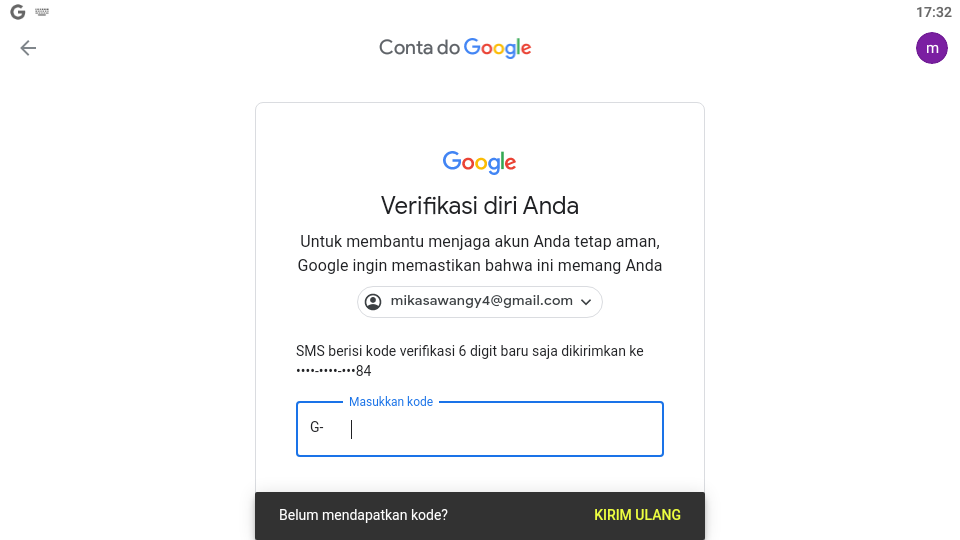 17:32
Conta do Google
m
Google
Verifikasi diri Anda
Untuk membantu menjaga akun Anda tetap aman,
Google ingin memastikan bahwa ini memang Anda
mikasawangy4@gmail.com
SMS berisi kode verifikasi 6 digit baru saja dikirimkan ke
••••-••••-•••84
Masukkan kode
G-
Belum mendapatkan kode? KIRIM ULANG